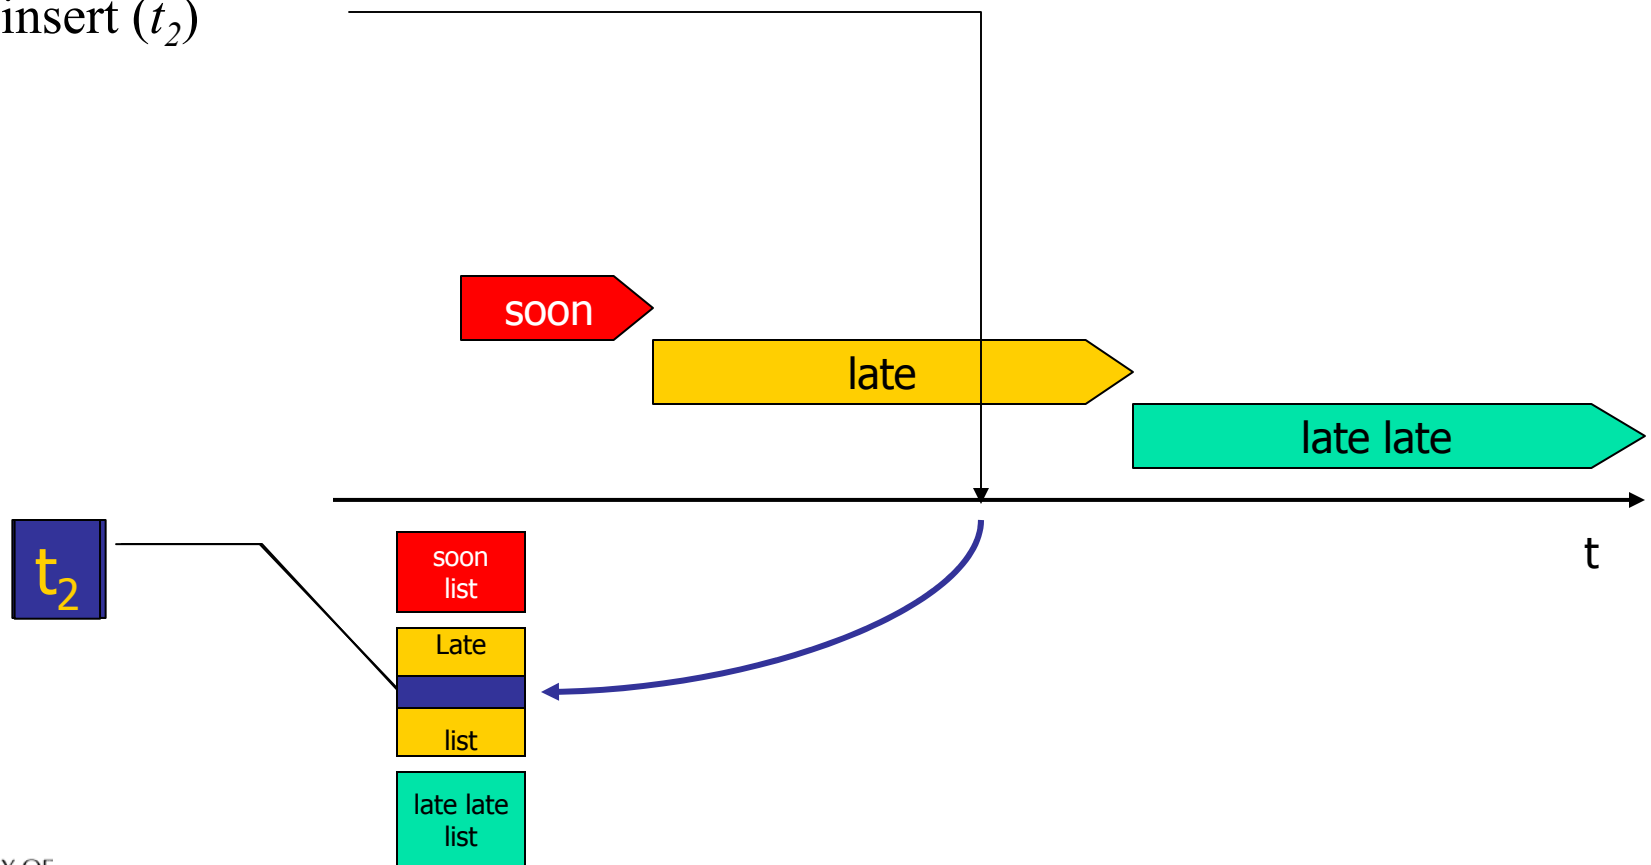 insert (t₂)
soon
late
late late
t
t₂
soon
list
Late
list
late late
list